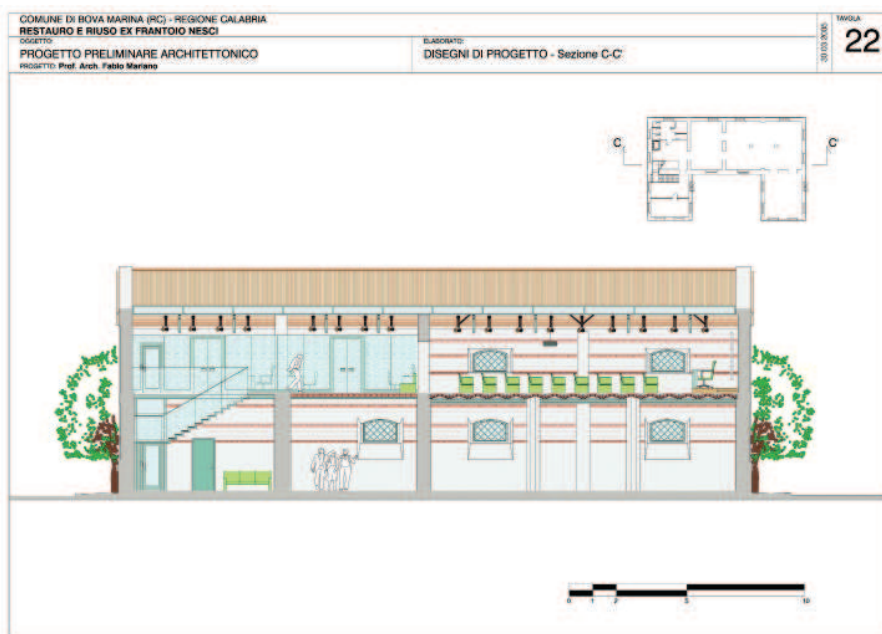 COMUNE DI BOVA MARINA (RC) - REGIONE CALABRIA
RESTAURO E RIUSO EX FRANTOIO NESCI
OGGETTO:
PROGETTO PRELIMINARE ARCHITETTONICO
PROGETTO: Prof. Arch. Fabio Mariano
ELABORATO:
DISEGNI DI PROGETTO - Sezione C-C'
TAVOLA
22
C
C'
0 1 2 5 10